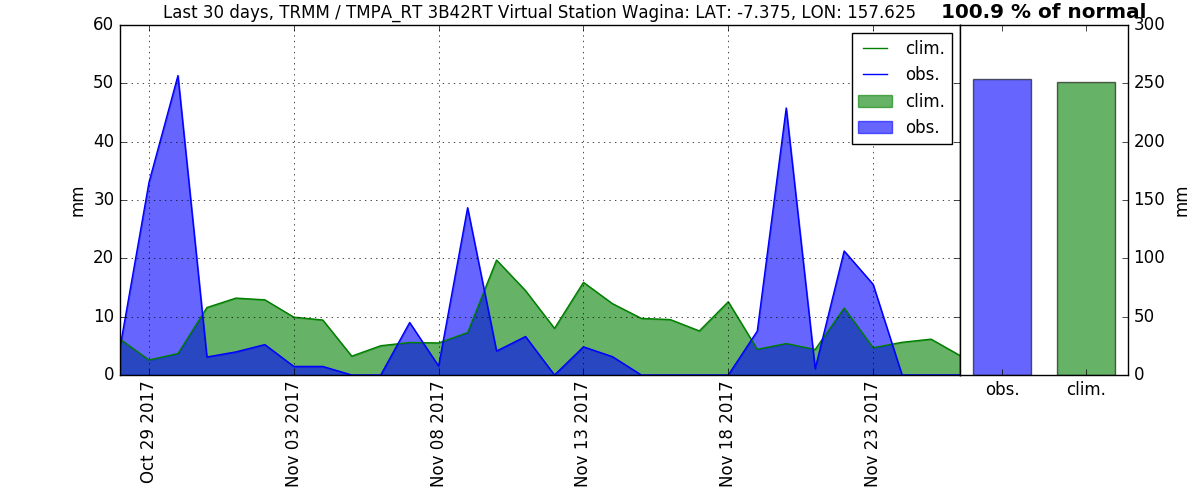 Last 30 days, TRMM / TMPA_RT 3B42RT Virtual Station Wagina: LAT: -7.375, LON: 157.625
100.9 % of normal
60
50
40
30
20
10
0
mm
clim.
obs.
clim.
obs.
Oct 29 2017
Nov 03 2017
Nov 08 2017
Nov 13 2017
Nov 18 2017
Nov 23 2017
300
250
200
150
100
50
0
mm
obs.
clim.